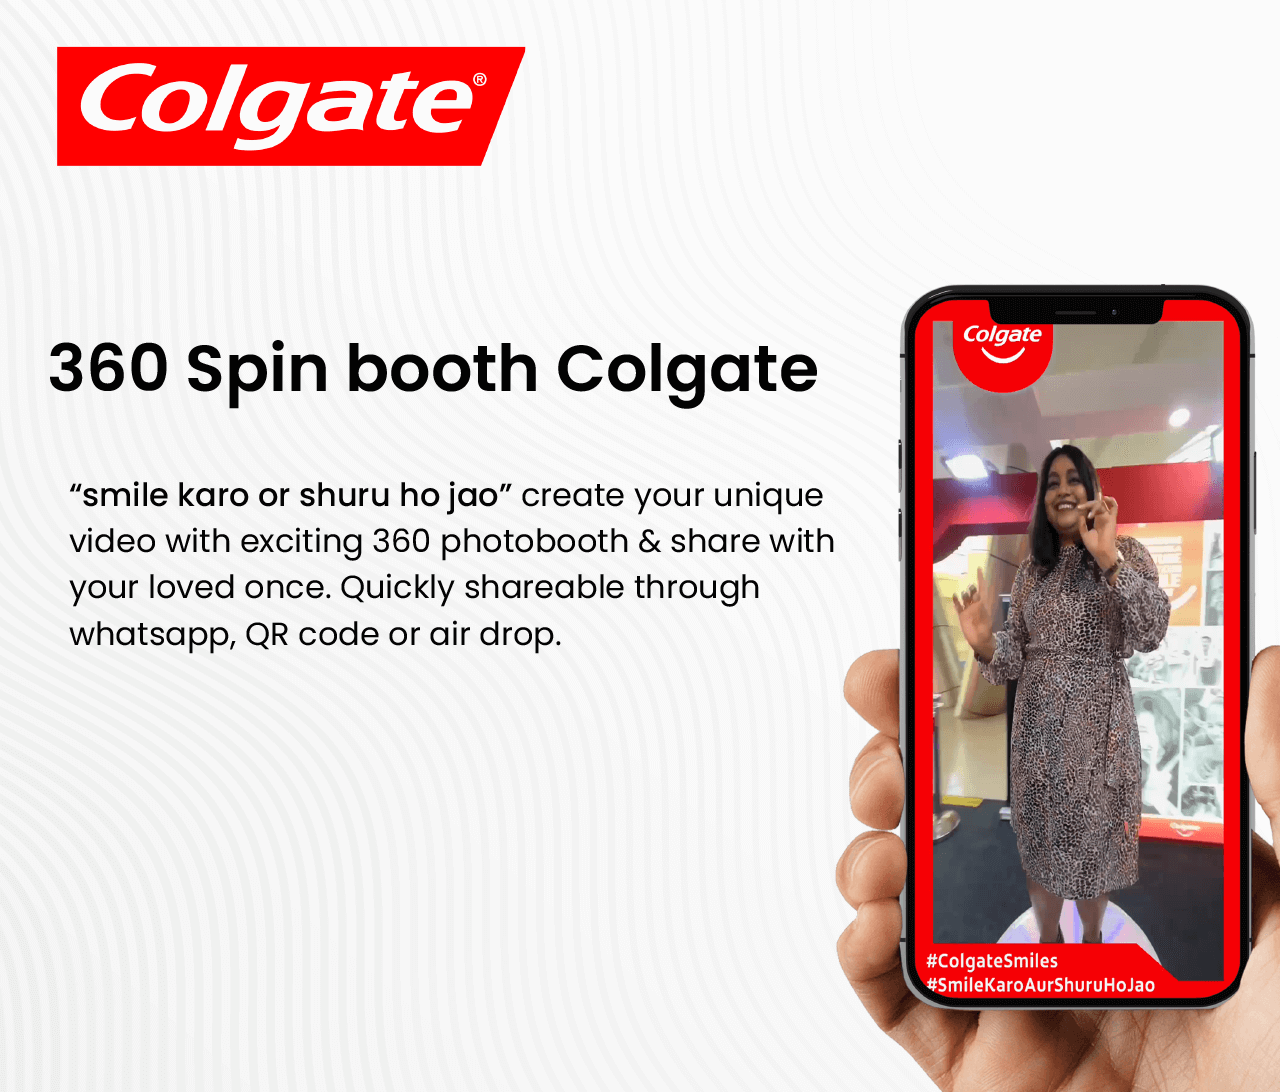 Colgate®
360 Spin booth Colgate
“smile karo or shuru ho jao” create your unique
video with exciting 360 photobooth & share with
your loved once. Quickly shareable through
whatsapp, QR code or air drop.
Colgate
#ColgateSmiles
#SmileKaroAurShuruHoJao